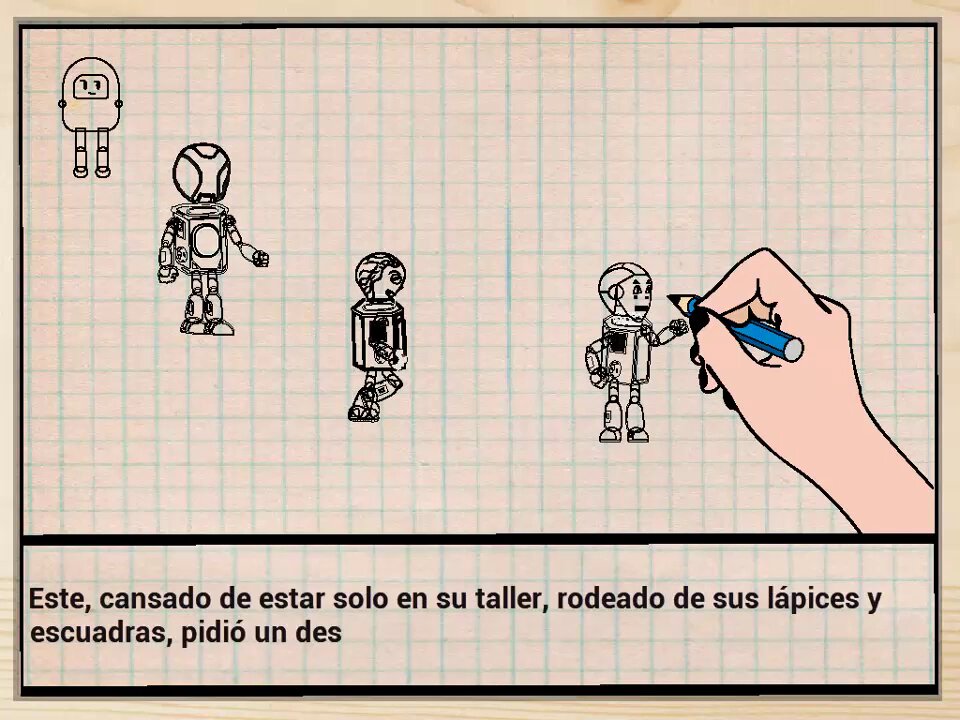 Este, cansado de estar solo en su taller, rodeado de sus lápices y
escuadras, pidió un des